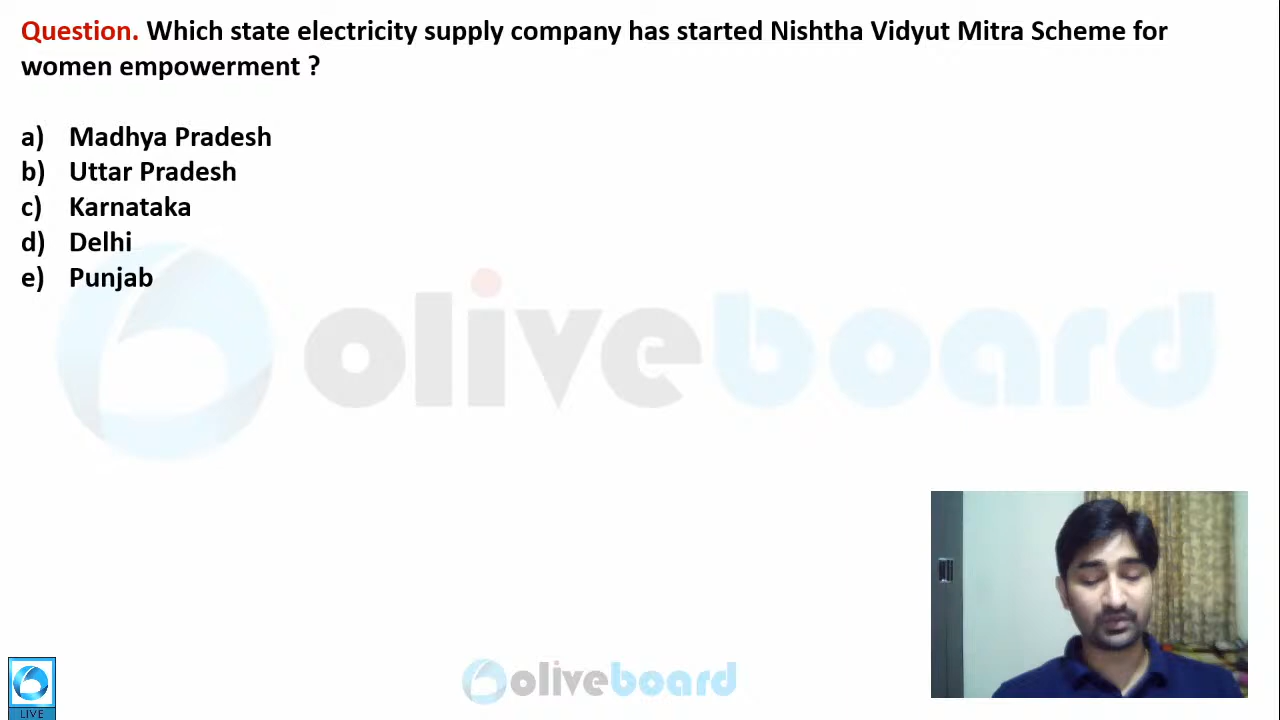 Question. Which state electricity supply company has started Nishtha Vidyut Mitra Scheme for
women empowerment ?
a) Madhya Pradesh
b) Uttar Pradesh
c) Karnataka
d) Delhi
e) Punjab
oliveboard
oliveboard
LIVE